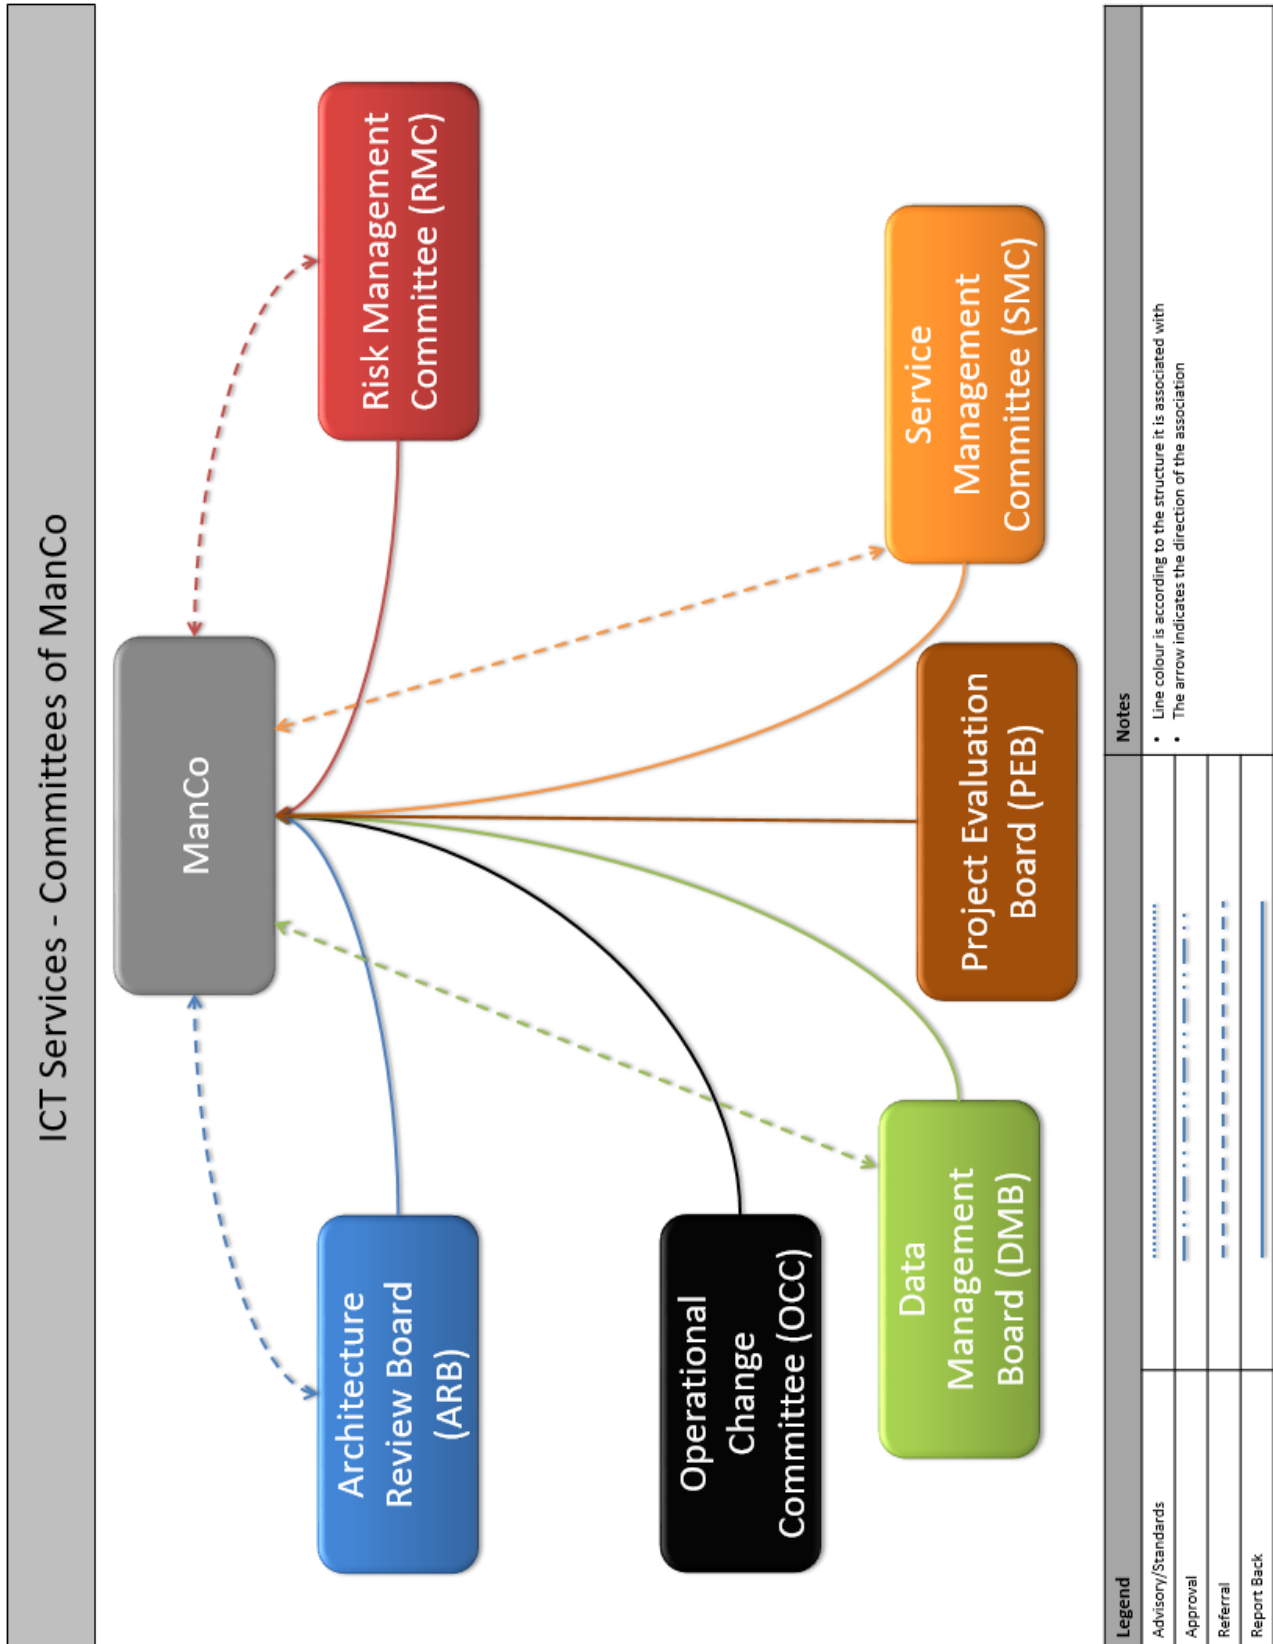 ICT Services - Committees of ManCo
ManCo
Architecture
Review Board
(ARB)
Risk Management
Committee (RMC)
Operational
Change
Committee (OCC)
Data
Management
Board (DMB)
Project Evaluation
Board (PEB)
Service
Management
Committee (SMC)
Legend
Advisory/Standards
Approval
Referral
Report Back
Notes
• Line colour is according to the structure it is associated with
• The arrow indicates the direction of the association